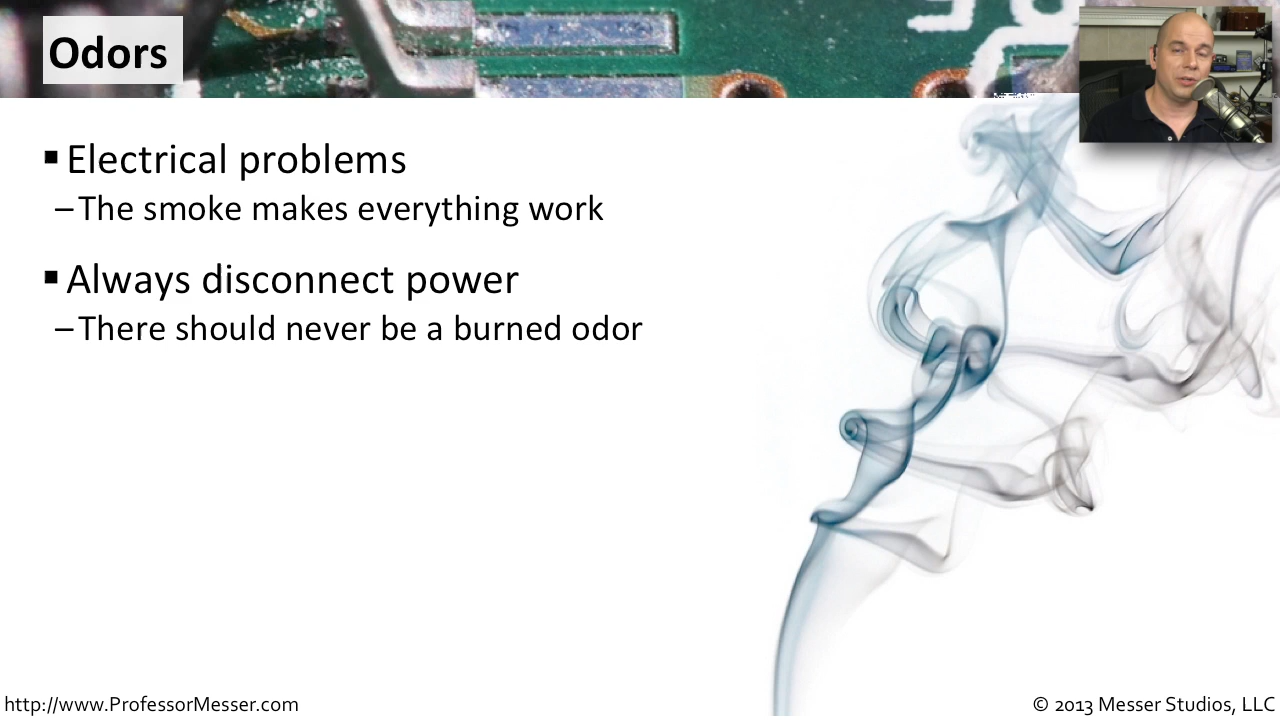 Odors
▪ Electrical problems
– The smoke makes everything work
▪ Always disconnect power
– There should never be a burned odor
http://www.ProfessorMesser.com
© 2013 Messer Studios, LLC